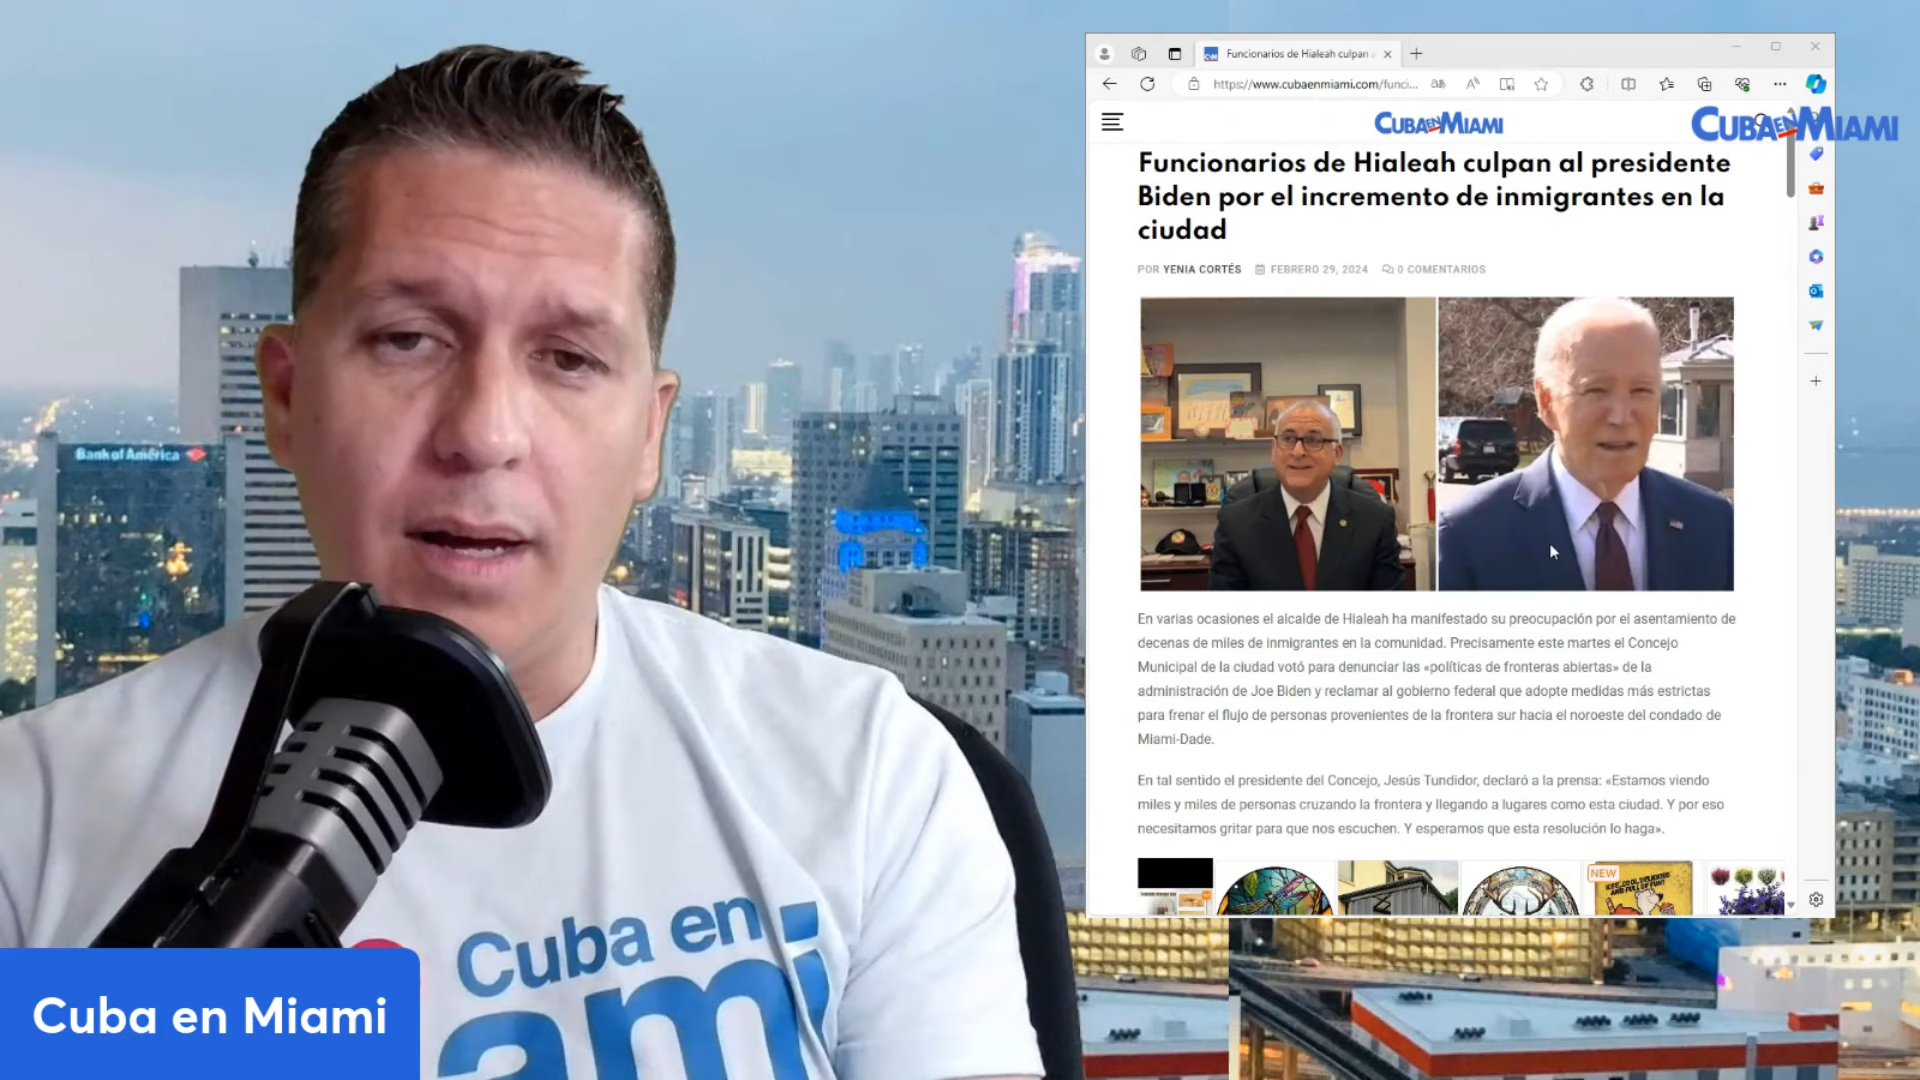 Funcionarios de Hialeah culpan
https://www.cubaenmiami.com/funci...
CUBA EN MIAMI
CUBA EN MIAMI
Funcionarios de Hialeah culpan al presidente
Biden por el incremento de inmigrantes en la
ciudad
POR YENIA CORTÉS FEBRERO 29, 2024 0 COMENTARIOS
En varias ocasiones el alcalde de Hialeah ha manifestado su preocupación por el asentamiento de
decenas de miles de inmigrantes en la comunidad. Precisamente este martes el Concejo
Municipal de la ciudad votó para denunciar las «políticas de fronteras abiertas» de la
administración de Joe Biden y reclamar al gobierno federal que adopte medidas más estrictas
para frenar el flujo de personas provenientes de la frontera sur hacia el noroeste del condado de
Miami-Dade.
En tal sentido el presidente del Concejo, Jesús Tundidor, declaró a la prensa: «Estamos viendo
miles y miles de personas cruzando la frontera y llegando a lugares como esta ciudad. Y por eso
necesitamos gritar para que nos escuchen. Y esperamos que esta resolución lo haga».
NEW
Bank of America
Cuba en
ami
Cuba en Miami